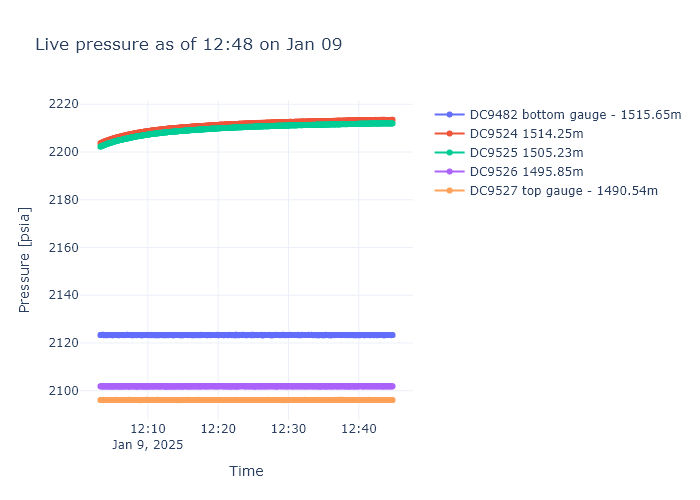 Live pressure as of 12:48 on Jan 09
2220
2200
2180
2160
2140
2120
2100
Pressure [psia]
12:10
12:20
12:30
12:40
Jan 9, 2025
Time
DC9482 bottom gauge - 1515.65m
DC9524 1514.25m
DC9525 1505.23m
DC9526 1495.85m
DC9527 top gauge - 1490.54m